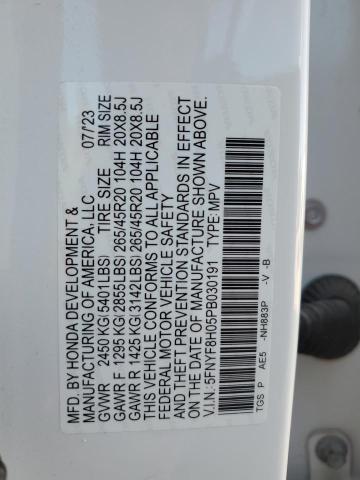 MFD. BY HONDA DEVELOPMENT &
MANUFACTURING OF AMERICA, LLC 07/'23
GVWR 2450 KG(5401LBS) TIRE SIZE RIM SIZE
GAWR F 1295 KG(2855LBS) 265/45R20 104H 20X8.5J
GAWR R 1425 KG(3142LBS) 265/45R20 104H 20X8.5J
THIS VEHICLE CONFORMS TO ALL APPLICABLE
FEDERAL MOTOR VEHICLE SAFETY
AND THEFT PREVENTION STANDARDS IN EFFECT
ON THE DATE OF MANUFACTURE SHOWN ABOVE.
V.I.N.: 5FNYF8H05PB030191 TYPE: MPV
TGS P AE5 -NH883P -V -B